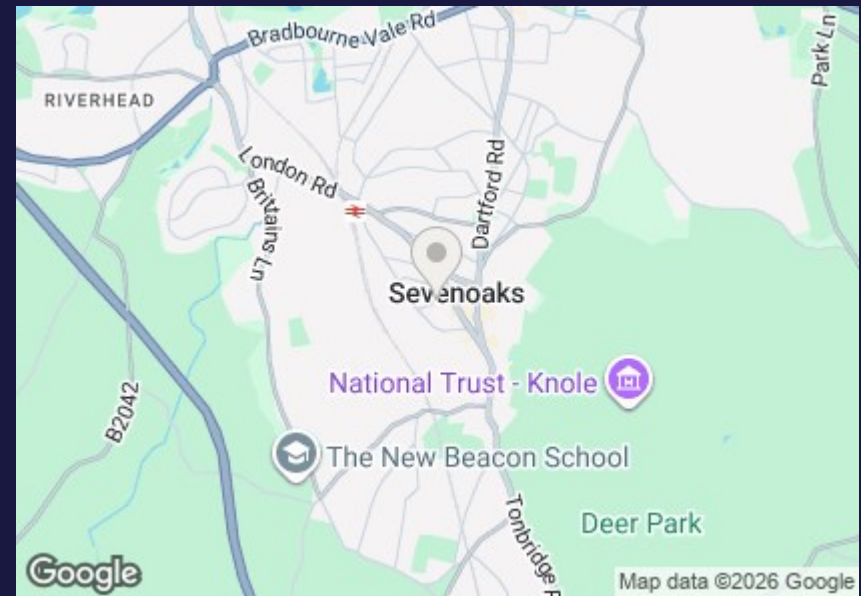 Bradbourne Vale Rd
Park Ln
RIVERHEAD
London Rd
Dartford Rd
Brittains Ln
Sevenoaks
National Trust - Knole
B2042
The New Beacon School
Deer Park
Tonbridge R
Google
Map data ©2026 Google